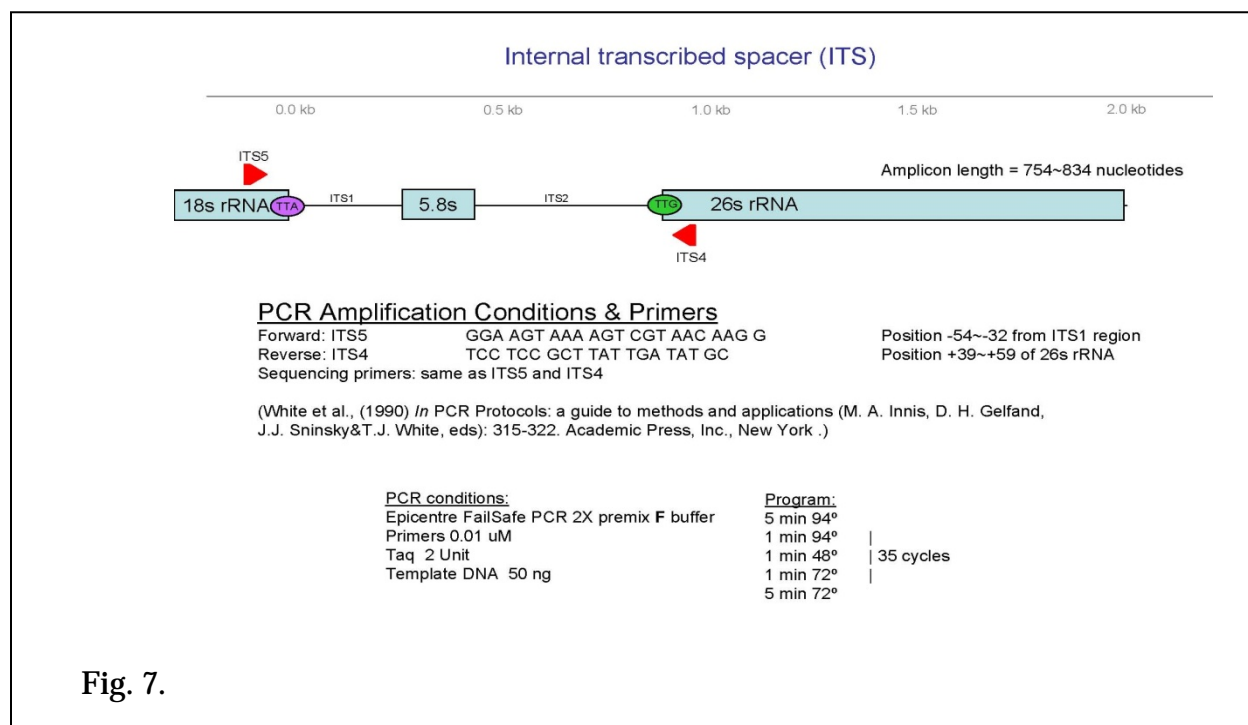 Internal transcribed spacer (ITS)
0.0 kb 0.5 kb 1.0 kb 1.5 kb 2.0 kb
ITS5
Amplicon length = 754~834 nucleotides
18s rRNA TTA ITS1 5.8s ITS2 TTG 26s rRNA
ITS4
PCR Amplification Conditions & Primers
Forward: ITS5 GGA AGT AAA AGT CGT AAC AAG G Position -54~-32 from ITS1 region
Reverse: ITS4 TCC TCC GCT TAT TGA TAT GC Position +39~+59 of 26s rRNA
Sequencing primers: same as ITS5 and ITS4
(White et al., (1990) In PCR Protocols: a guide to methods and applications (M. A. Innis, D. H. Gelfand,
J.J. Sninsky&T.J. White, eds): 315-322. Academic Press, Inc., New York .)
PCR conditions: Program:
Epicentre FailSafe PCR 2X premix F buffer 5 min 94º
Primers 0.01 uM 1 min 94º |
Taq 2 Unit 1 min 48º | 35 cycles
Template DNA 50 ng 1 min 72º |
5 min 72º
Fig. 7.